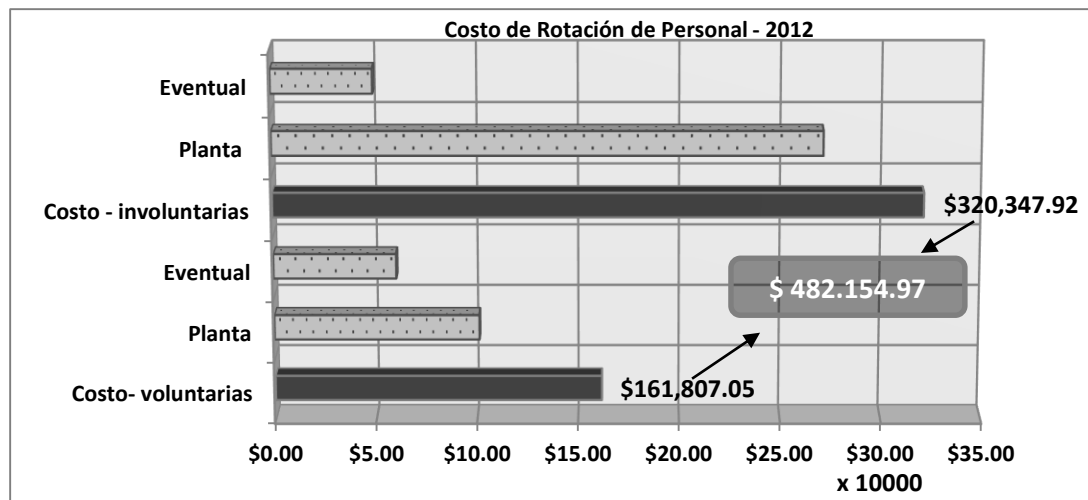 Costo de Rotación de Personal - 2012
Eventual
Planta
Costo - involuntarias
$320,347.92
Eventual
$ 482.154.97
Planta
Costo- voluntarias
$161,807.05
$0.00 $5.00 $10.00 $15.00 $20.00 $25.00 $30.00 $35.00
x 10000